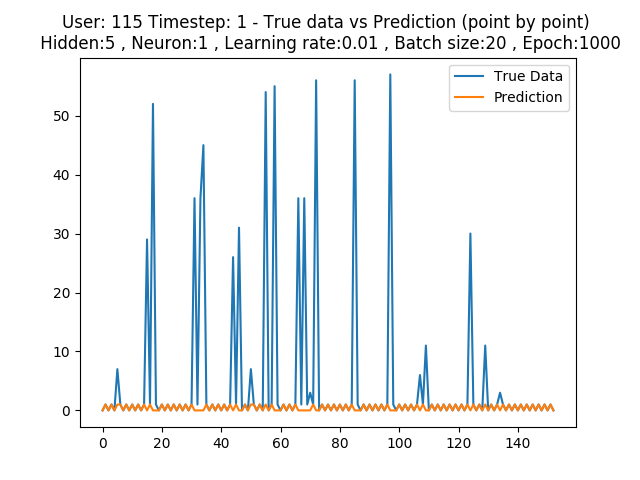 User: 115 Timestep: 1 - True data vs Prediction (point by point)
Hidden:5 , Neuron:1 , Learning rate:0.01 , Batch size:20 , Epoch:1000
True Data
Prediction
50
40
30
20
10
0
0 20 40 60 80 100 120 140